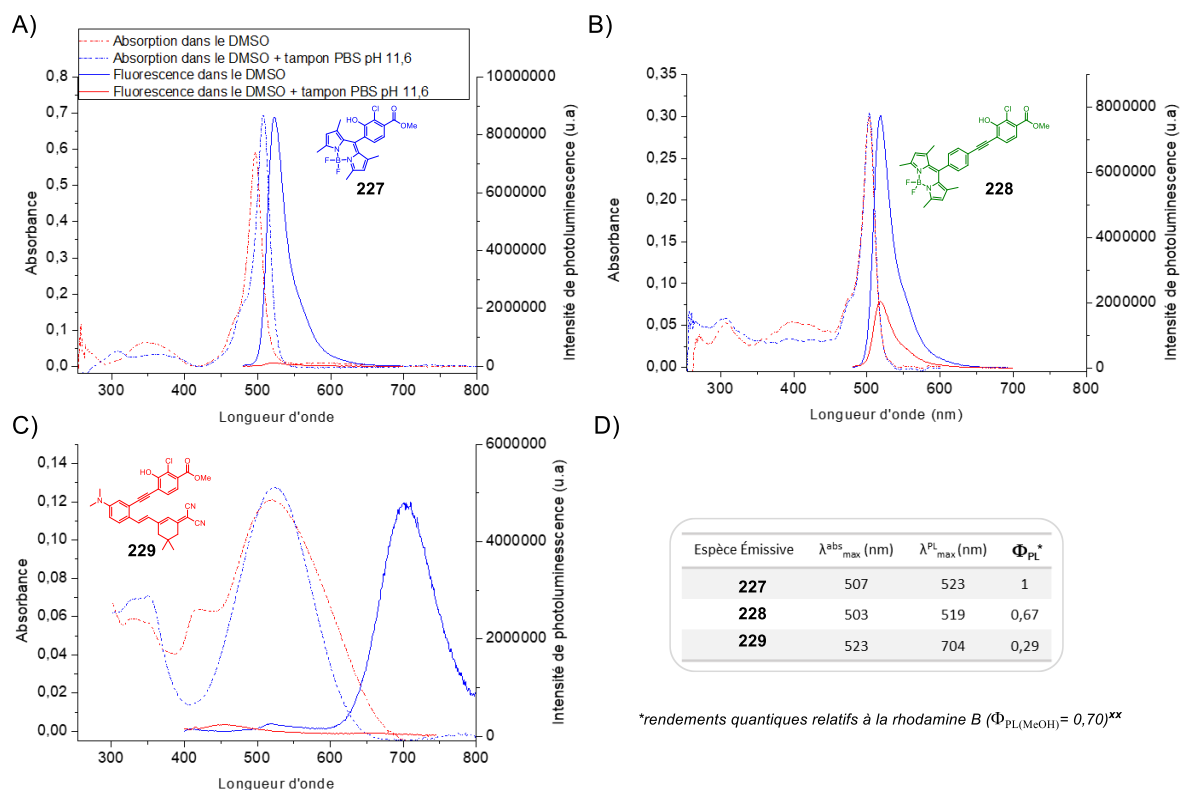 A)
Absorption dans le DMSO
Absorption dans le DMSO + tampon PBS pH 11,6
Fluorescence dans le DMSO
Fluorescence dans le DMSO + tampon PBS pH 11,6
0,8
0,7
0,6
0,5
0,4
0,3
0,2
0,1
0,0
Absorbance
10000000
8000000
6000000
4000000
2000000
0
Intensité de photoluminescence (u.a)
300 400 500 600 700 800
Longueur d'onde
Cl
HO
O
OMe
N
B
N
F
F
227
B)
0,35
0,30
0,25
0,20
0,15
0,10
0,05
0,00
Absorbance
8000000
6000000
4000000
2000000
0
Intensité de photoluminescence (u.a)
300 400 500 600 700 800
Longueur d'onde (nm)
Cl
HO
O
OMe
N
F
B
N
F
228
C)
0,14
0,12
0,10
0,08
0,06
0,04
0,02
0,00
Absorbance
6000000
4000000
2000000
0
Intensité de photoluminesscence (u.a)
300 400 500 600 700 800
Longueur d'onde
Cl
HO
O
OMe
N
CN
CN
229
D)
Espèce Émissive λabsmax (nm) λPLmax (nm) ΦPL*
227 507 523 1
228 503 519 0,67
229 523 704 0,29
*rendements quantiques relatifs à la rhodamine B (ΦPL(MeOH)= 0,70)xx